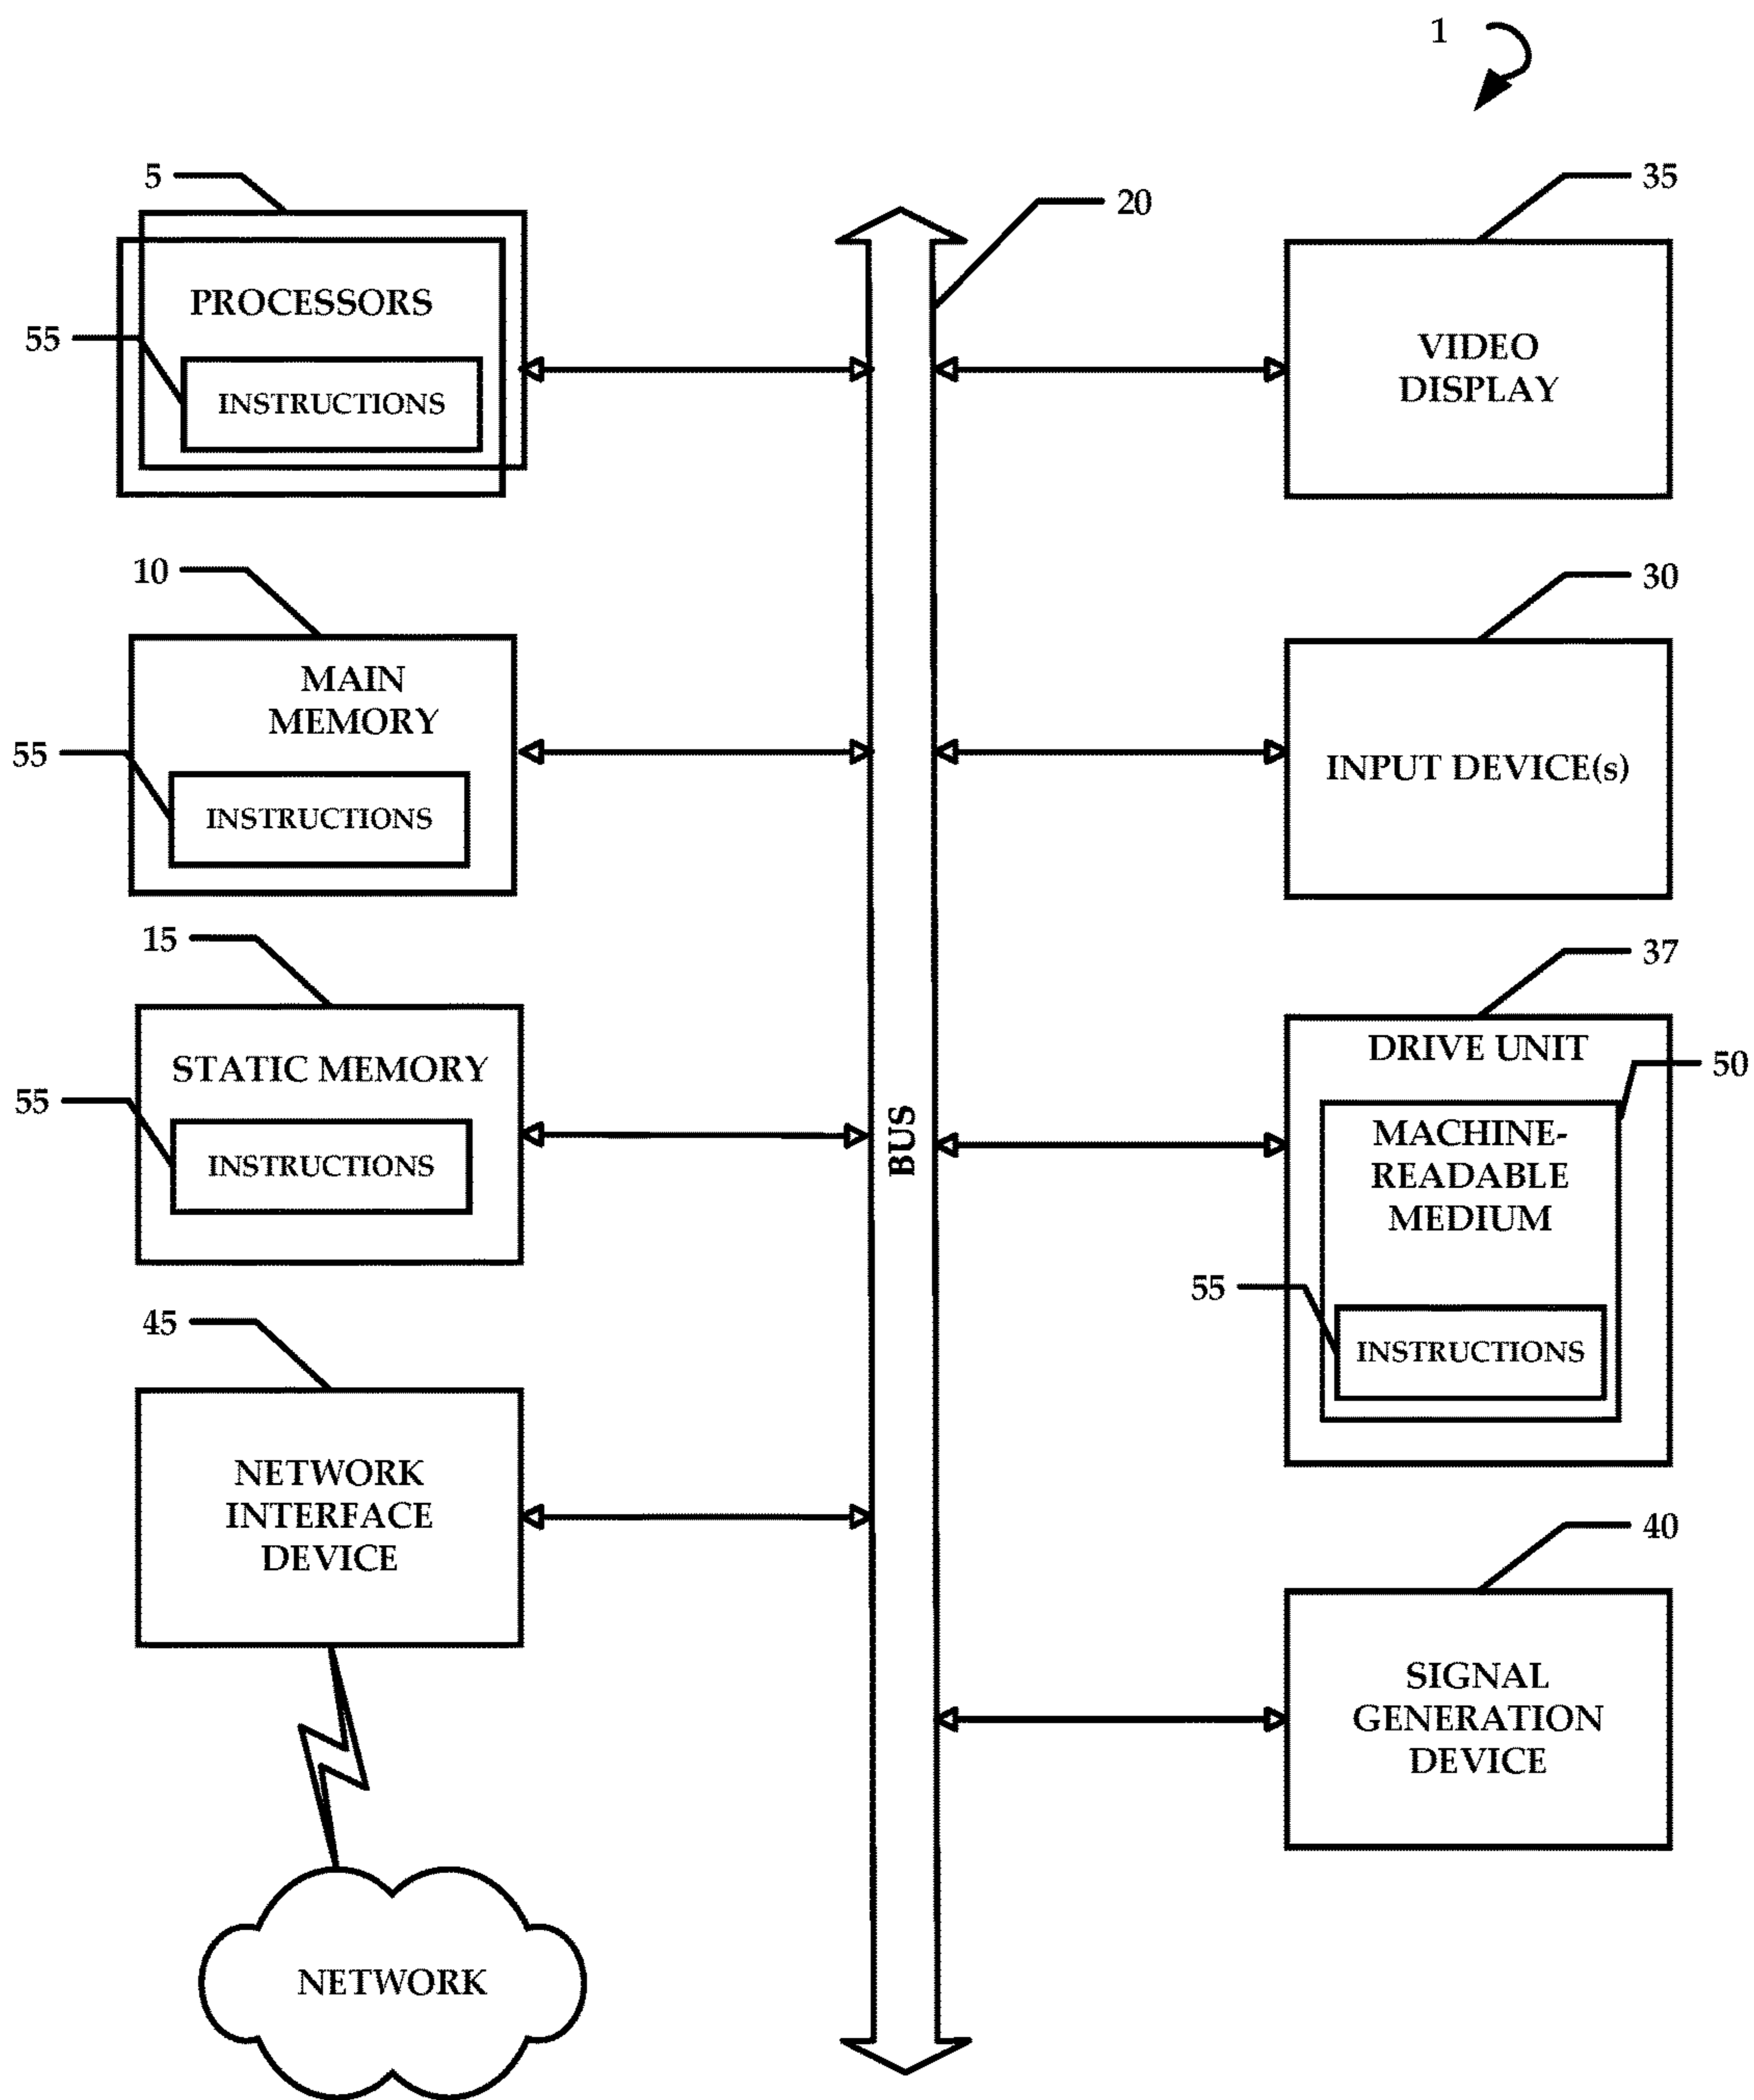 1
5
PROCESSORS
55
INSTRUCTIONS
10
MAIN
MEMORY
55
INSTRUCTIONS
15
STATIC MEMORY
55
INSTRUCTIONS
45
NETWORK
INTERFACE
DEVICE
NETWORK
20
BUS
35
VIDEO
DISPLAY
30
INPUT DEVICE(s)
37
DRIVE UNIT
50
MACHINE-
READABLE
MEDIUM
55
INSTRUCTIONS
40
SIGNAL
GENERATION
DEVICE